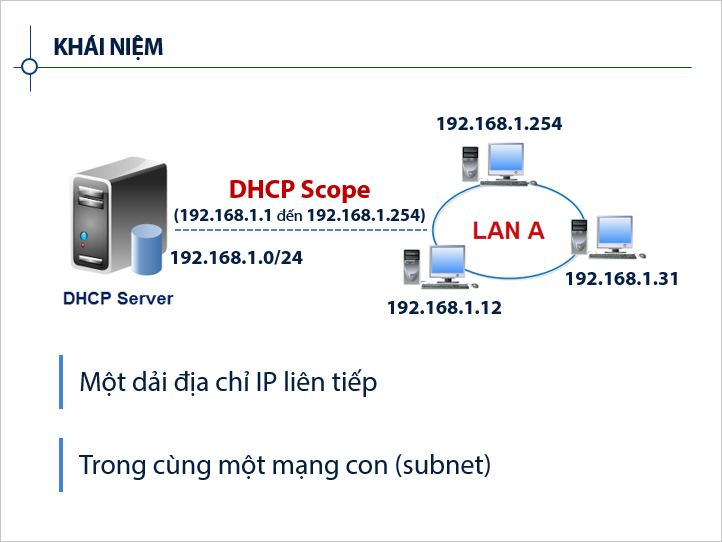 KHÁI NIỆM
192.168.1.254
DHCP Scope
(192.168.1.1 đến 192.168.1.254)
LAN A
192.168.1.0/24
192.168.1.31
DHCP Server
192.168.1.12
Một dải địa chỉ IP liên tiếp
Trong cùng một mạng con (subnet)